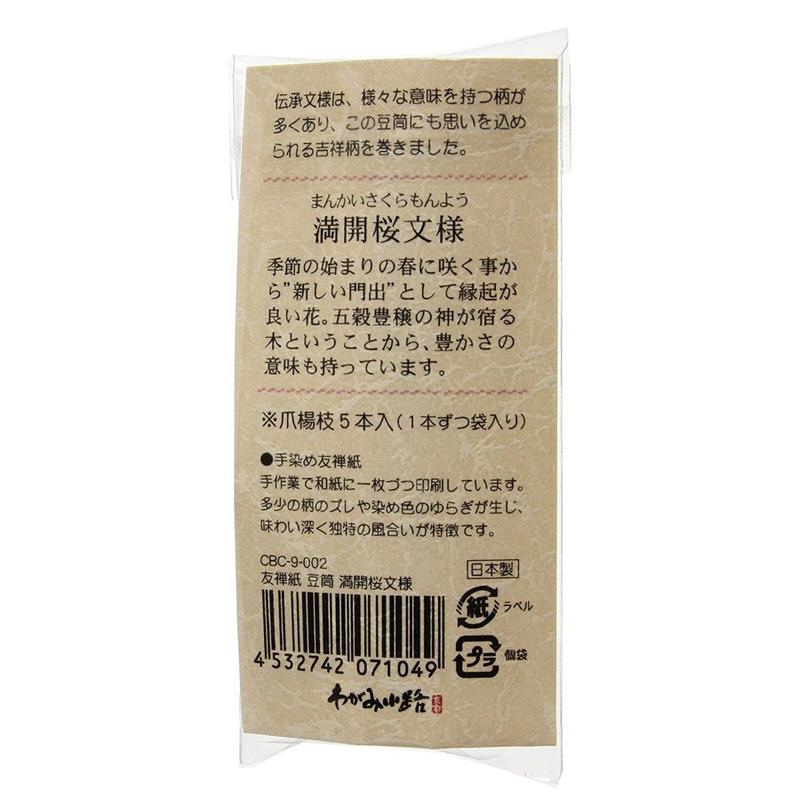 伝承文様は、様々な意味を持つ柄が
多くあり、この豆筒にも思いを込め
られる吉祥柄を巻きました。
まんかいさくらもんよう
満開桜文様
季節の始まりの春に咲く事か
ら”新しい門出”として縁起が
良い花。五穀豊穣の神が宿る
木ということから、豊かさの
意味も持っています。
※爪楊枝5本入(1本ずつ袋入り)
●手染め友禅紙
手作業で和紙に一枚づつ印刷しています。
多少の柄のズレや染め色のゆらぎが生じ、
味わい深く独特の風合いが特徴です。
CBC-9-002
日本製
友禅紙 豆筒 満開桜文様
紙 ラベル
4 532742 071049
プラ 個袋
わがみ小路
京都